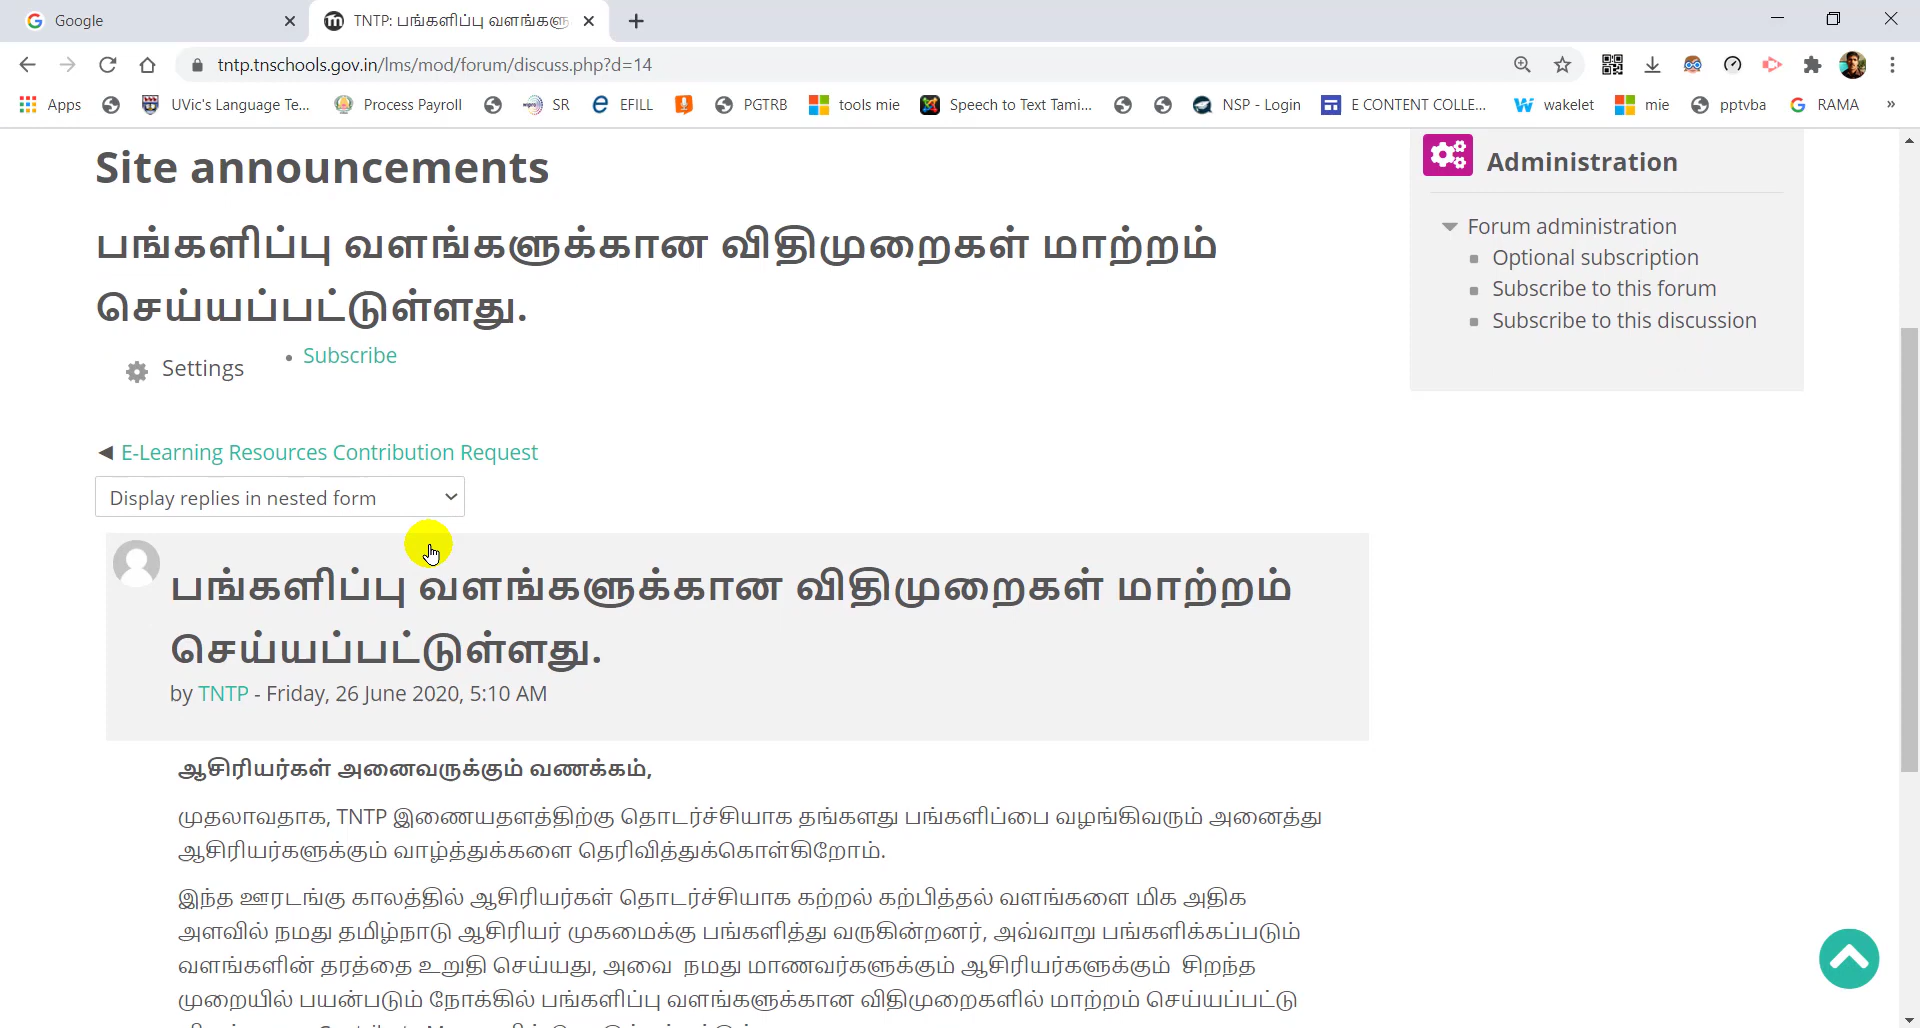 Google
TNTP: பங்களிப்பு வளங்களு
tntp.tnschools.gov.in/lms/mod/forum/discuss.php?d=14
Apps
UVic's Language Te...
Process Payroll
SR
EFILL
PGTRB
tools mie
Speech to Text Tami...
NSP - Login
E CONTENT COLLE...
wakelet
mie
pptvba
RAMA
»
Site announcements
பங்களிப்பு வளங்களுக்கான விதிமுறைகள் மாற்றம்
செய்யப்பட்டுள்ளது.
Settings
Subscribe
E-Learning Resources Contribution Request
Display replies in nested form
பங்களிப்பு வளங்களுக்கான விதிமுறைகள் மாற்றம்
செய்யப்பட்டுள்ளது.
by TNTP - Friday, 26 June 2020, 5:10 AM
ஆசிரியர்கள் அனைவருக்கும் வணக்கம்,
முதலாவதாக, TNTP இணையதளத்திற்கு தொடர்ச்சியாக தங்களது பங்களிப்பை வழங்கிவரும் அனைத்து
ஆசிரியர்களுக்கும் வாழ்த்துக்களை தெரிவித்துக்கொள்கிறோம்.
இந்த ஊரடங்கு காலத்தில் ஆசிரியர்கள் தொடர்ச்சியாக கற்றல் கற்பித்தல் வளங்களை மிக அதிக
அளவில் நமது தமிழ்நாடு ஆசிரியர் முகமைக்கு பங்களித்து வருகின்றனர், அவ்வாறு பங்களிக்கப்படும்
வளங்களின் தரத்தை உறுதி செய்யது, அவை நமது மாணவர்களுக்கும் ஆசிரியர்களுக்கும் சிறந்த
முறையில் பயன்படும் நோக்கில் பங்களிப்பு வளங்களுக்கான விதிமுறைகளில் மாற்றம் செய்யப்பட்டு
Administration
Forum administration
Optional subscription
Subscribe to this forum
Subscribe to this discussion